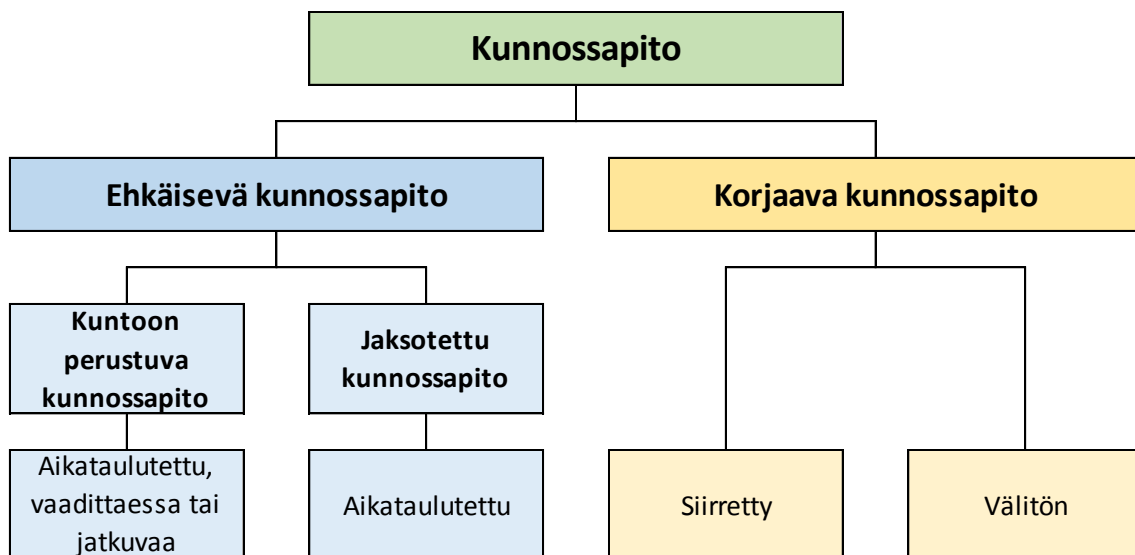 Kunnossapito
Ehkäisevä kunnossapito
Korjaava kunnossapito
Kuntoon
perustuva
kunnossapito
Jaksotettu
kunnossapito
Aikataulutettu,
vaadittaessa tai
jatkuvaa
Aikataulutettu
Siirretty
Välitön